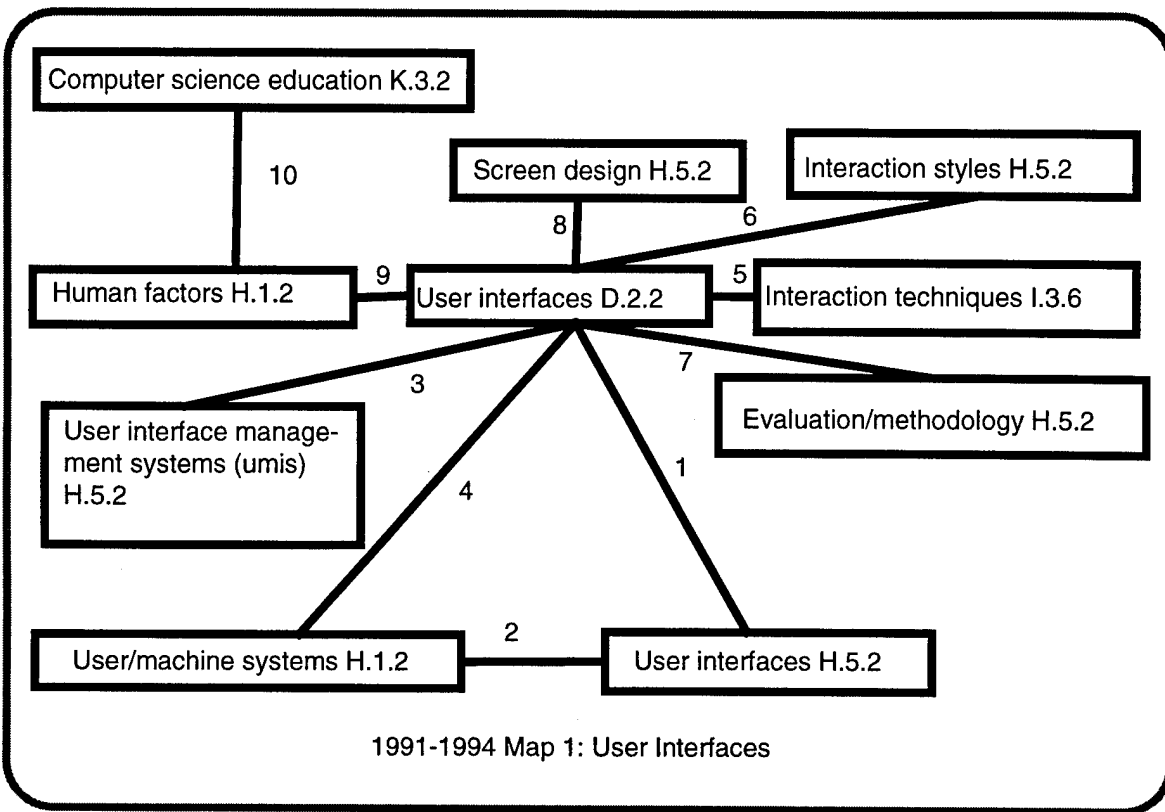 Computer science education K.3.2
10
Screen design H.5.2
Interaction styles H.5.2
8
6
Human factors H.1.2
9
User interfaces D.2.2
5
Interaction techniques I.3.6
3
7
User interface manage-
ment systems (umis)
H.5.2
Evaluation/methodology H.5.2
4
1
User/machine systems H.1.2
2
User interfaces H.5.2
1991-1994 Map 1: User Interfaces